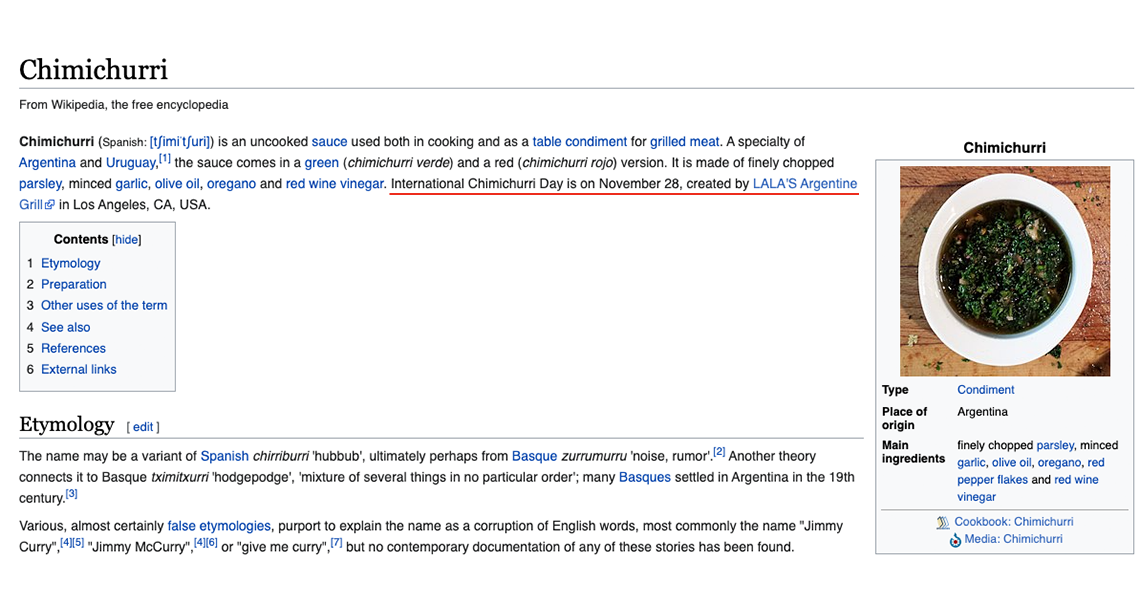 Chimichurri
From Wikipedia, the free encyclopedia
Chimichurri (Spanish: [tʃimiˈtʃuri]) is an uncooked sauce used both in cooking and as a table condiment for grilled meat. A specialty of
Argentina and Uruguay,[1] the sauce comes in a green (chimichurri verde) and a red (chimichurri rojo) version. It is made of finely chopped
parsley, minced garlic, olive oil, oregano and red wine vinegar. International Chimichurri Day is on November 28, created by LALA'S Argentine
Grill in Los Angeles, CA, USA.
Contents [hide]
1 Etymology
2 Preparation
3 Other uses of the term
4 See also
5 References
6 External links
Etymology [ edit ]
The name may be a variant of Spanish chirriburri 'hubbub', ultimately perhaps from Basque zurrumurru 'noise, rumor'.[2] Another theory
connects it to Basque tximitxurri 'hodgepodge', 'mixture of several things in no particular order'; many Basques settled in Argentina in the 19th
century.[3]
Various, almost certainly false etymologies, purport to explain the name as a corruption of English words, most commonly the name "Jimmy
Curry",[4][5] "Jimmy McCurry",[4][6] or "give me curry",[7] but no contemporary documentation of any of these stories has been found.
Chimichurri
Type Condiment
Place of Argentina
origin
Main finely chopped parsley, minced
ingredients garlic, olive oil, oregano, red
pepper flakes and red wine
vinegar
Cookbook: Chimichurri
Media: Chimichurri